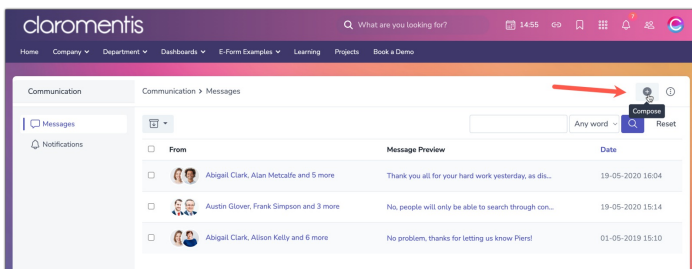 claromentis
What are you looking for?
14:55
7
Home Company Department Dashboards E-Form Examples Learning Projects Book a Demo
Communication
Communication > Messages
Compose
Messages
Notifications
Any word
Reset
From Message Preview Date
Abigail Clark, Alan Metcalfe and 5 more Thank you all for your hard work yesterday, as dis... 19-05-2020 16:04
Austin Glover, Frank Simpson and 3 more No, people will only be able to search through con... 19-05-2020 15:14
Abigail Clark, Alison Kelly and 6 more No problem, thanks for letting us know Piers! 01-05-2019 15:10